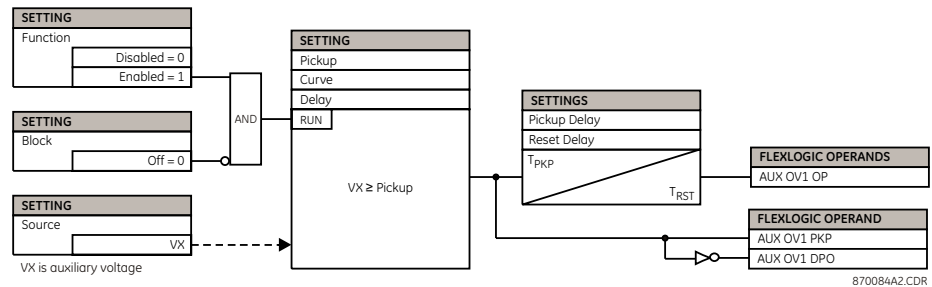 SETTING
Function
Disabled = 0
Enabled = 1
SETTING
Block
Off = 0
SETTING
Source
VX
VX is auxiliary voltage
AND
SETTING
Pickup
Curve
Delay
RUN
VX ≥ Pickup
SETTINGS
Pickup Delay
Reset Delay
TPKP
TRST
FLEXLOGIC OPERANDS
AUX OV1 OP
FLEXLOGIC OPERAND
AUX OV1 PKP
AUX OV1 DPO
870084A2.CDR